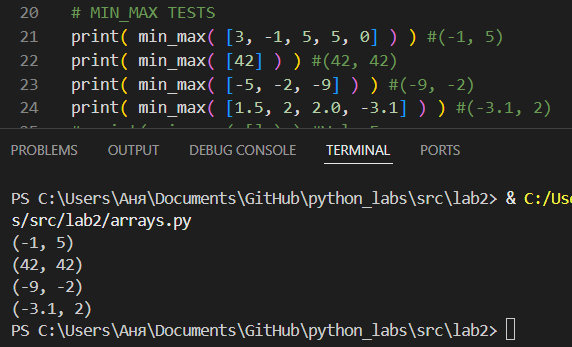 20 # MIN_MAX TESTS
21 print( min_max( [3, -1, 5, 5, 0] ) ) #(-1, 5)
22 print( min_max( [42] ) ) #(42, 42)
23 print( min_max( [-5, -2, -9] ) ) #(-9, -2)
24 print( min_max( [1.5, 2, 2.0, -3.1] ) ) #(-3.1, 2)
PROBLEMS OUTPUT DEBUG CONSOLE TERMINAL PORTS
PS C:\Users\Аня\Documents\GitHub\python_labs\src\lab2> & C:/Use
s/src/lab2/arrays.py
(-1, 5)
(42, 42)
(-9, -2)
(-3.1, 2)
PS C:\Users\Аня\Documents\GitHub\python_labs\src\lab2>